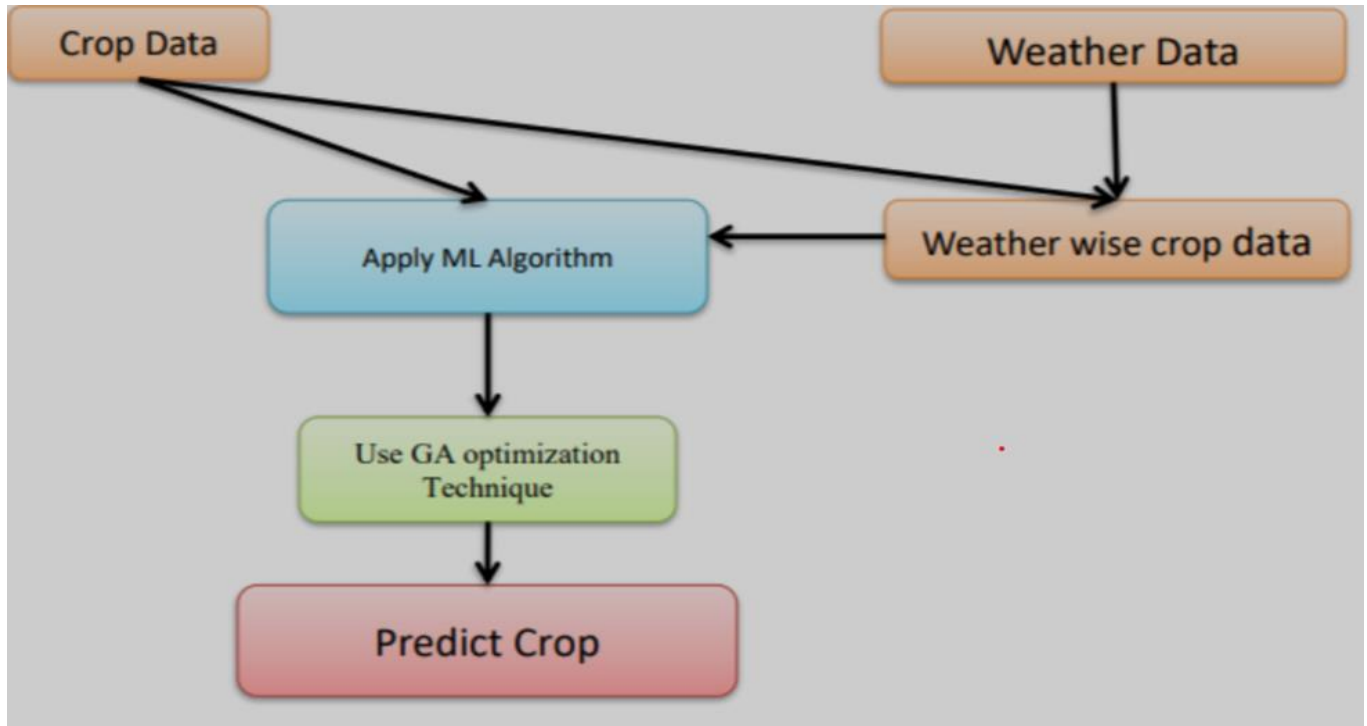 Crop Data
Weather Data
Apply ML Algorithm
Weather wise crop data
Use GA optimization
Technique
Predict Crop